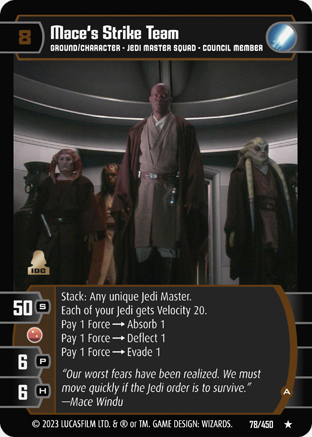 8
Mace's Strike Team
GROUND/CHARACTER - JEDI MASTER SQUAD - COUNCIL MEMBER
IDC
50 S
6 P
6 H
Stack: Any unique Jedi Master.
Each of your Jedi gets Velocity 20.
Pay 1 Force → Absorb 1
Pay 1 Force → Deflect 1
Pay 1 Force → Evade 1
“Our worst fears have been realized. We must
move quickly if the Jedi order is to survive.”
—Mace Windu
A
© 2023 LUCASFILM LTD. & ® or TM. GAME DESIGN: WIZARDS.
78/450